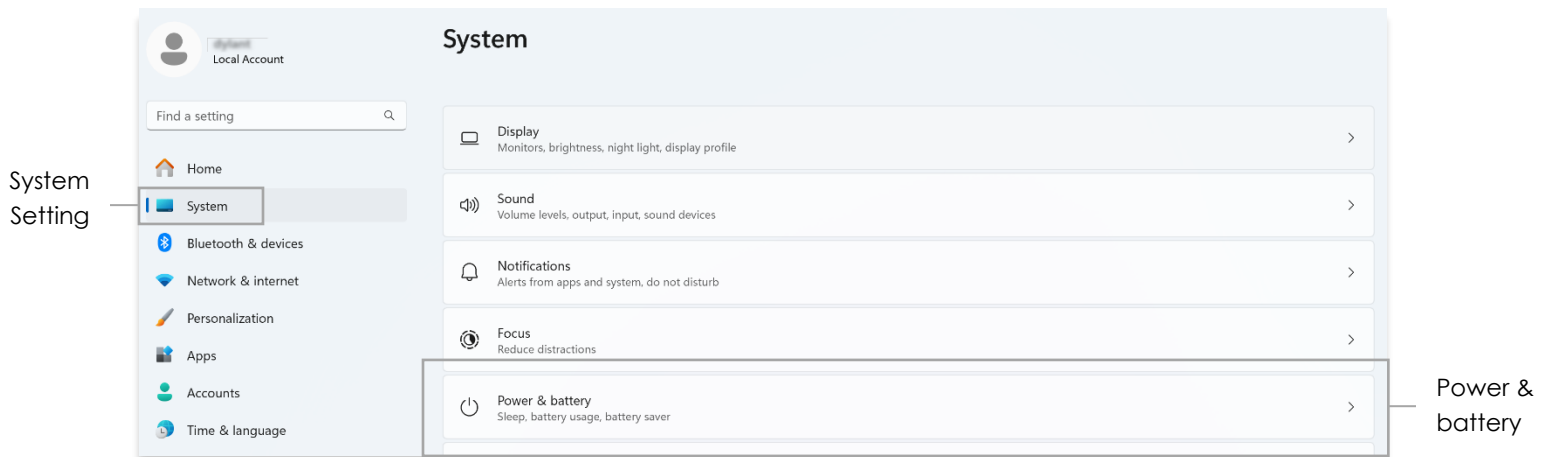 Local Account
System
Find a setting
Home
System
Bluetooth & devices
Network & internet
Personalization
Apps
Accounts
Time & language
Display
Monitors, brightness, night light, display profile
Sound
Volume levels, output, input, sound devices
Notifications
Alerts from apps and system, do not disturb
Focus
Reduce distractions
Power & battery
Sleep, battery usage, battery saver
System
Setting
Power &
battery